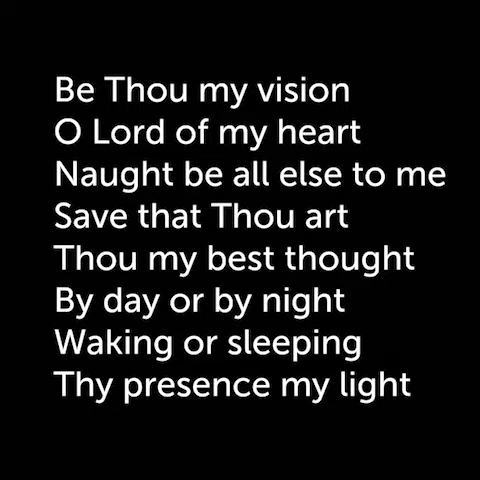 Be Thou my vision
O Lord of my heart
Naught be all else to me
Save that Thou art
Thou my best thought
By day or by night
Waking or sleeping
Thy presence my light